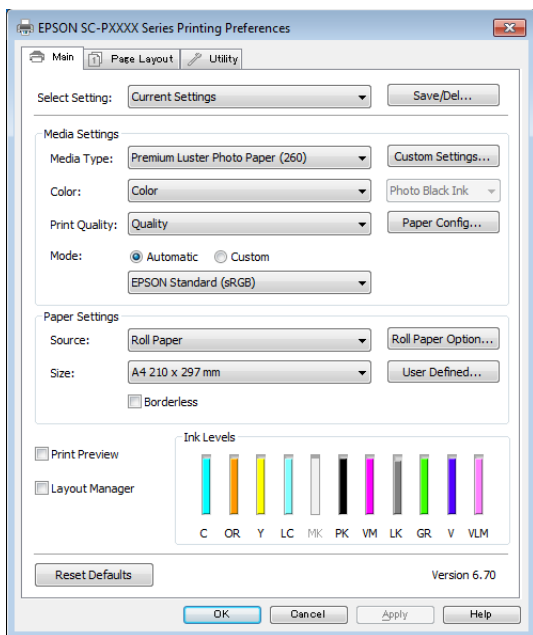 EPSON SC-PXXXX Series Printing Preferences
Main Page Layout Utility
Select Setting: Current Settings Save/Del...
Media Settings
Media Type: Premium Luster Photo Paper (260) Custom Settings...
Color: Color Photo Black Ink
Print Quality: Quality Paper Config...
Mode: Automatic Custom
EPSON Standard (sRGB)
Paper Settings
Source: Roll Paper Roll Paper Option...
Size: A4 210 x 297 mm User Defined...
Borderless
Ink Levels
Print Preview
Layout Manager
C OR Y LC MK PK VM LK GR V VLM
Reset Defaults Version 6.70
OK Cancel Apply Help